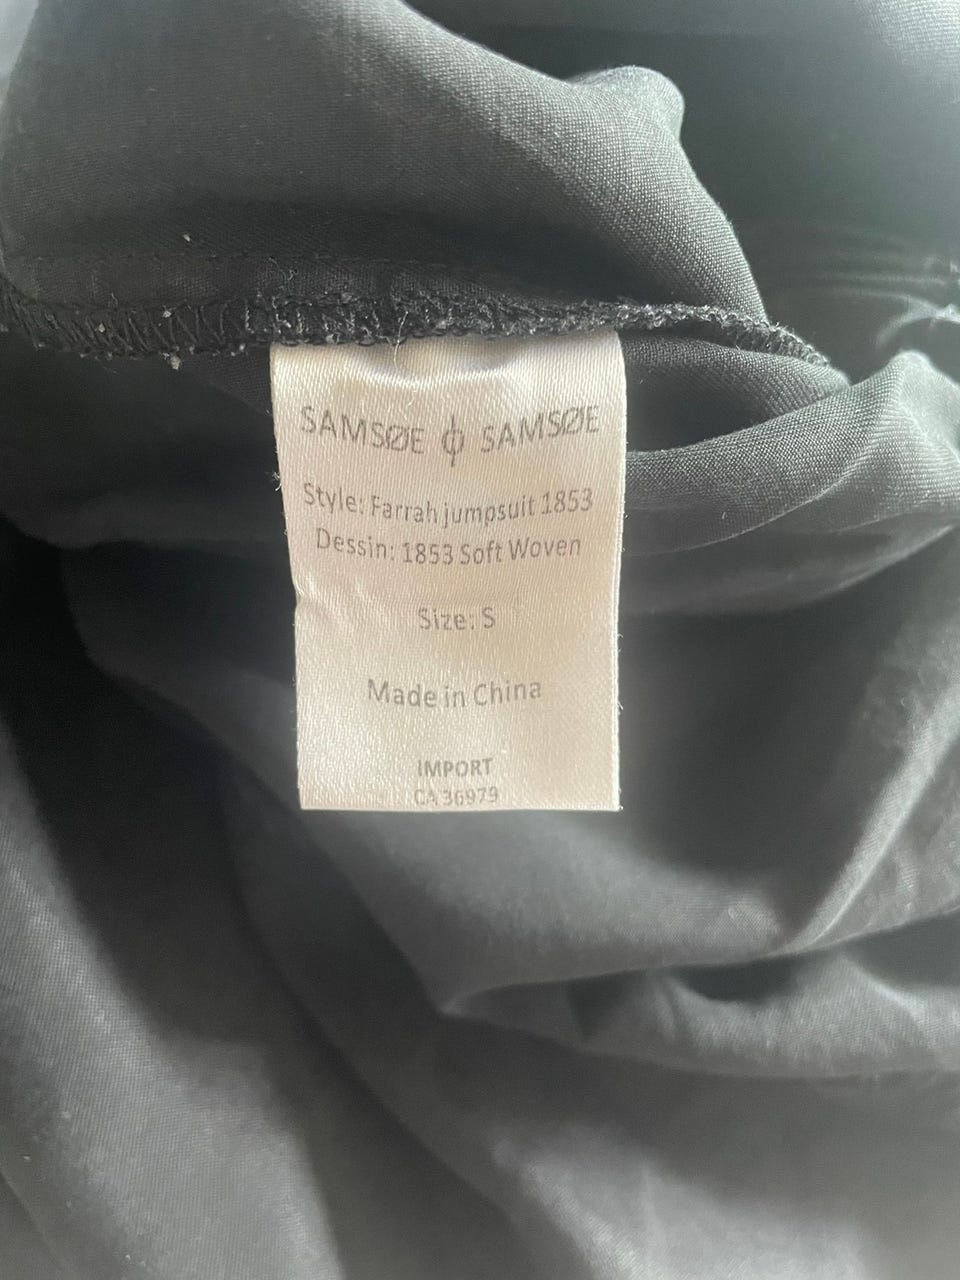 SAMSØE SAMSØE
Style: Farrah jumpsuit 1853
Dessin: 1853 Soft Woven
Size: S
Made in China
IMPORT
CA 36979